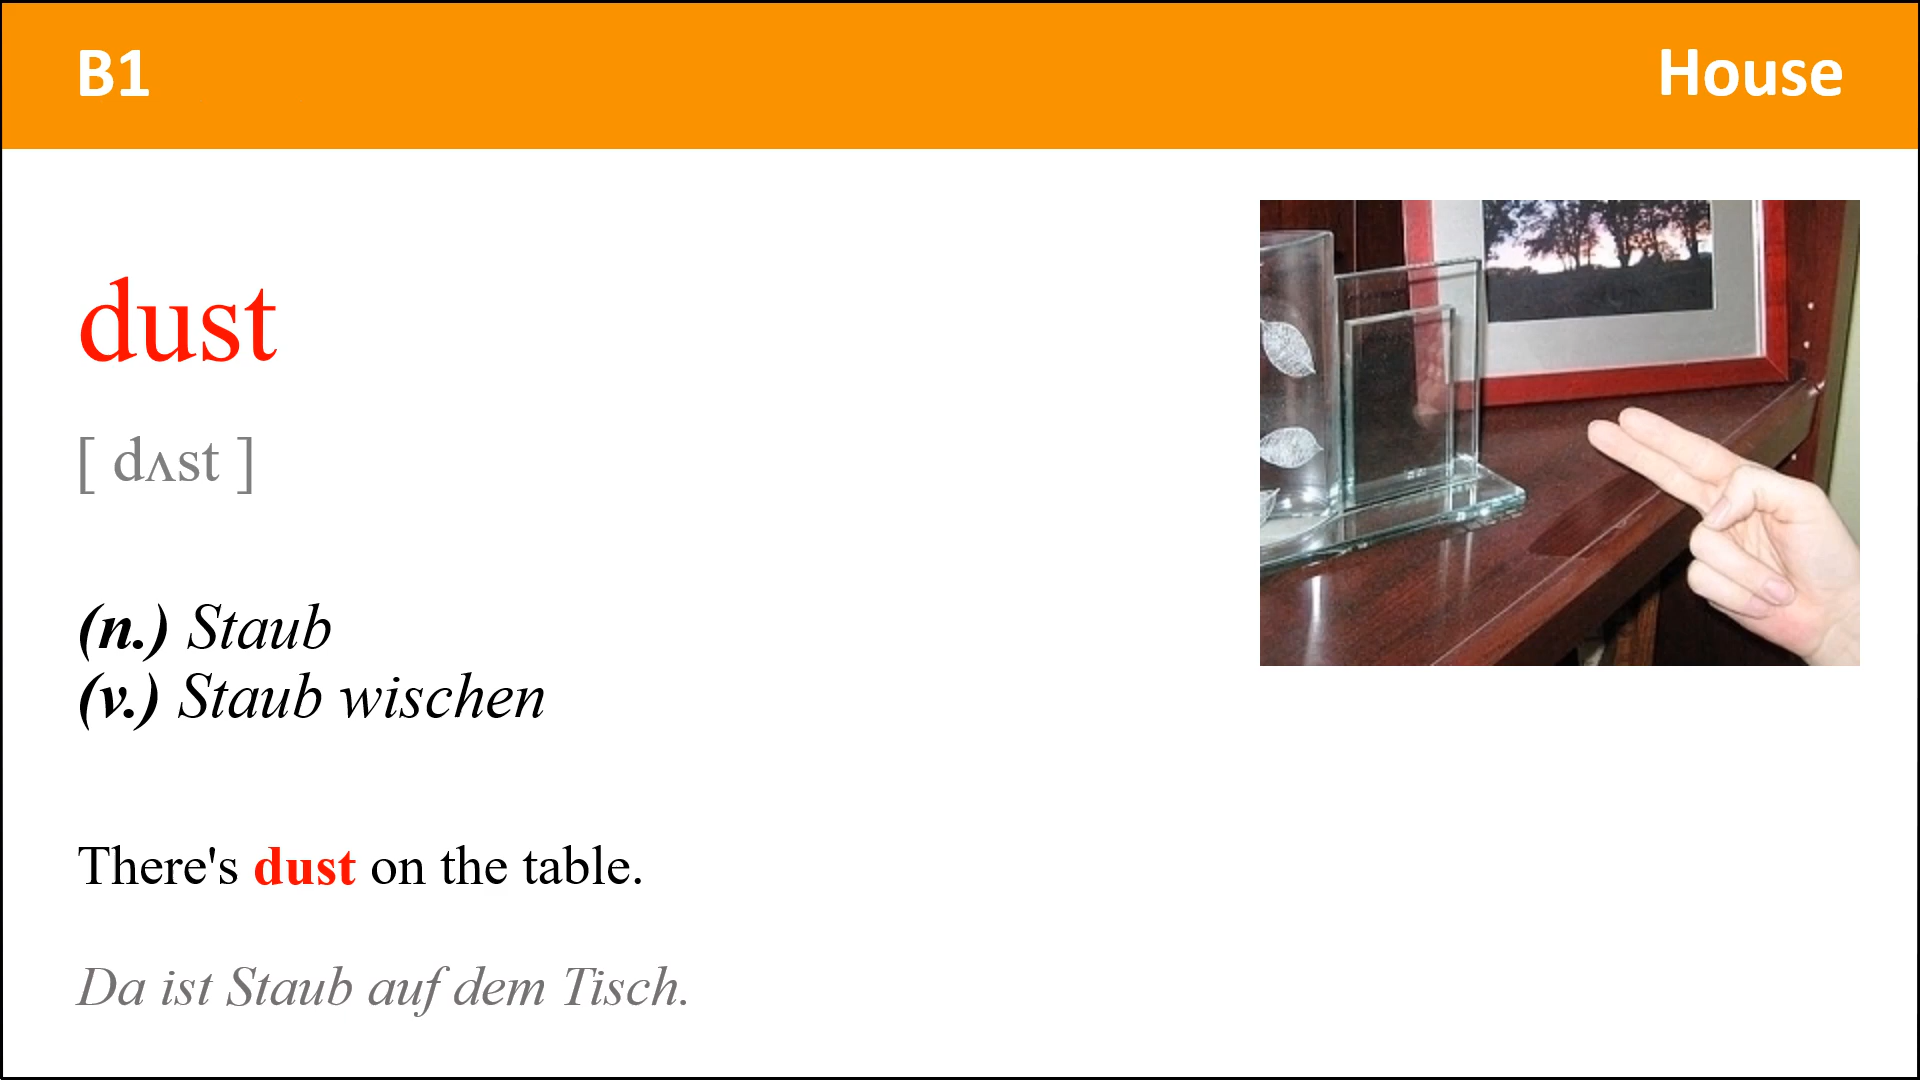 B1
House
dust
[ dʌst ]
(n.) Staub
(v.) Staub wischen
There's dust on the table.
Da ist Staub auf dem Tisch.